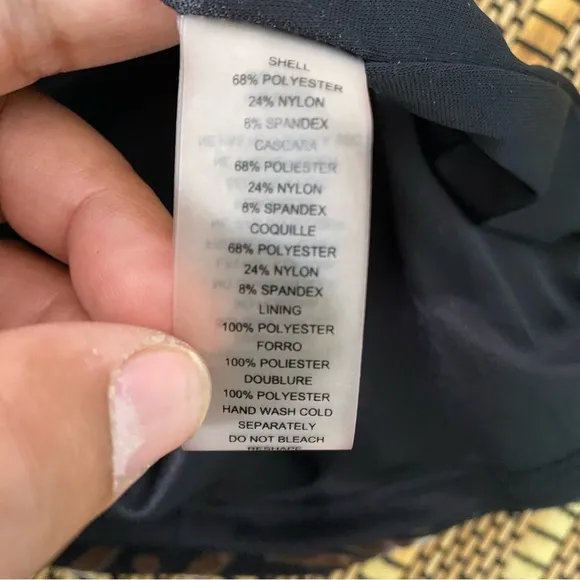 SHELL
68% POLYESTER
24% NYLON
8% SPANDEX
CASCARA
68% POLIESTER
24% NYLON
8% SPANDEX
COQUILLE
68% POLYESTER
24% NYLON
8% SPANDEX
LINING
100% POLYESTER
FORRO
100% POLIESTER
DOUBLURE
100% POLYESTER
HAND WASH COLD
SEPARATELY
DO NOT BLEACH
RESHAPE